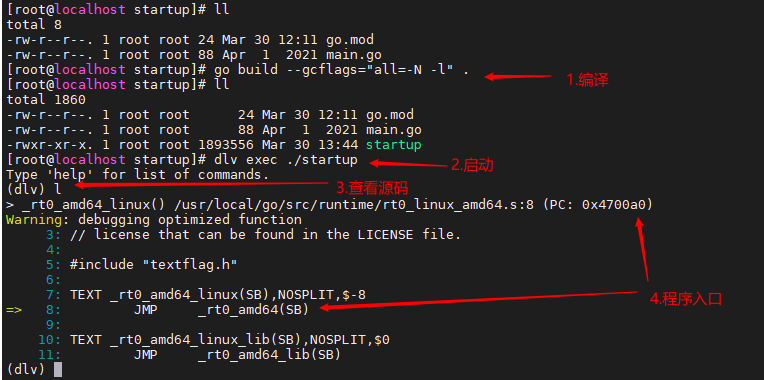 [root@localhost startup]# ll
total 8
-rw-r--r--. 1 root root 24 Mar 30 12:11 go.mod
-rw-r--r--. 1 root root 88 Apr  1  2021 main.go
[root@localhost startup]# go build --gcflags="all=-N -l" .
1.编译
[root@localhost startup]# ll
total 1860
-rw-r--r--. 1 root root      24 Mar 30 12:11 go.mod
-rw-r--r--. 1 root root      88 Apr  1  2021 main.go
-rwxr-xr-x. 1 root root 1893556 Mar 30 13:44 startup
[root@localhost startup]# dlv exec ./startup
2.启动
Type 'help' for list of commands.
(dlv) l
3.查看源码
> _rt0_amd64_linux() /usr/local/go/src/runtime/rt0_linux_amd64.s:8 (PC: 0x4700a0)
Warning: debugging optimized function
     3: // license that can be found in the LICENSE file.
     4:
     5: #include "textflag.h"
     6:
     7: TEXT _rt0_amd64_linux(SB),NOSPLIT,$-8
=>   8:         JMP     _rt0_amd64(SB)
4.程序入口
     9:
    10: TEXT _rt0_amd64_linux_lib(SB),NOSPLIT,$0
    11:         JMP     _rt0_amd64_lib(SB)
(dlv)